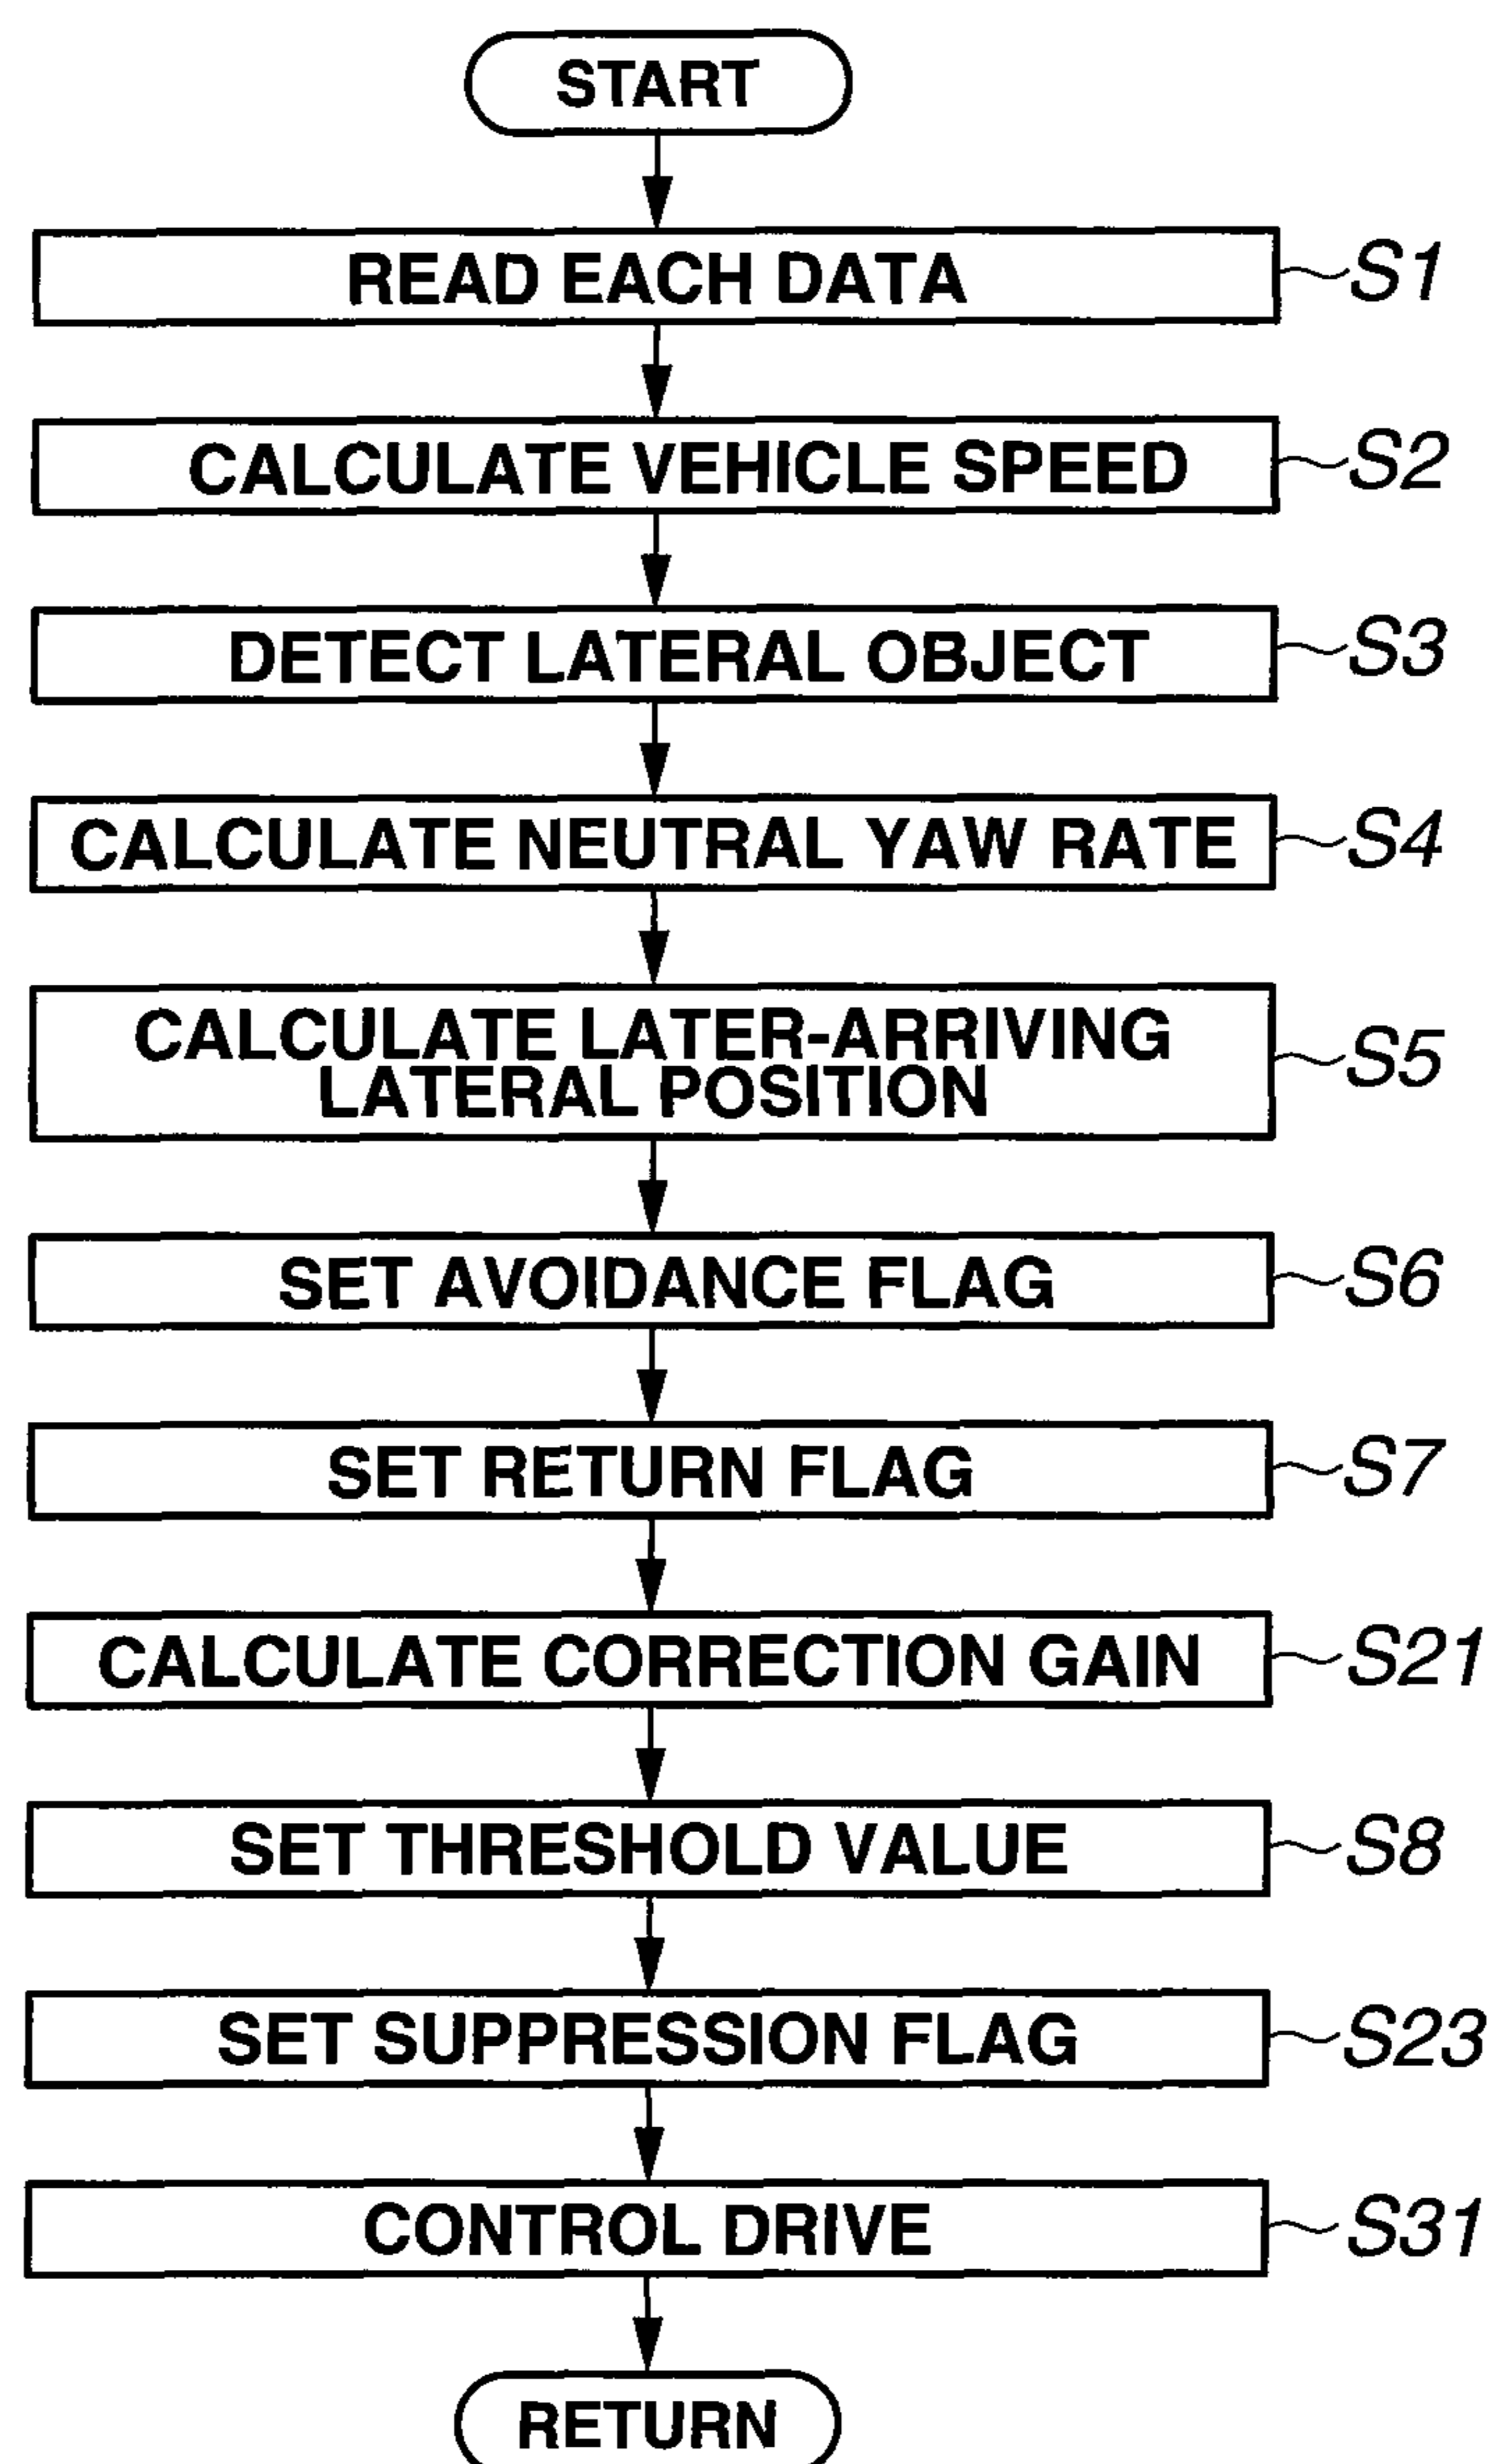 START
READ EACH DATA S1
CALCULATE VEHICLE SPEED S2
DETECT LATERAL OBJECT S3
CALCULATE NEUTRAL YAW RATE S4
CALCULATE LATER-ARRIVING
LATERAL POSITION S5
SET AVOIDANCE FLAG S6
SET RETURN FLAG S7
CALCULATE CORRECTION GAIN S21
SET THRESHOLD VALUE S8
SET SUPPRESSION FLAG S23
CONTROL DRIVE S31
RETURN